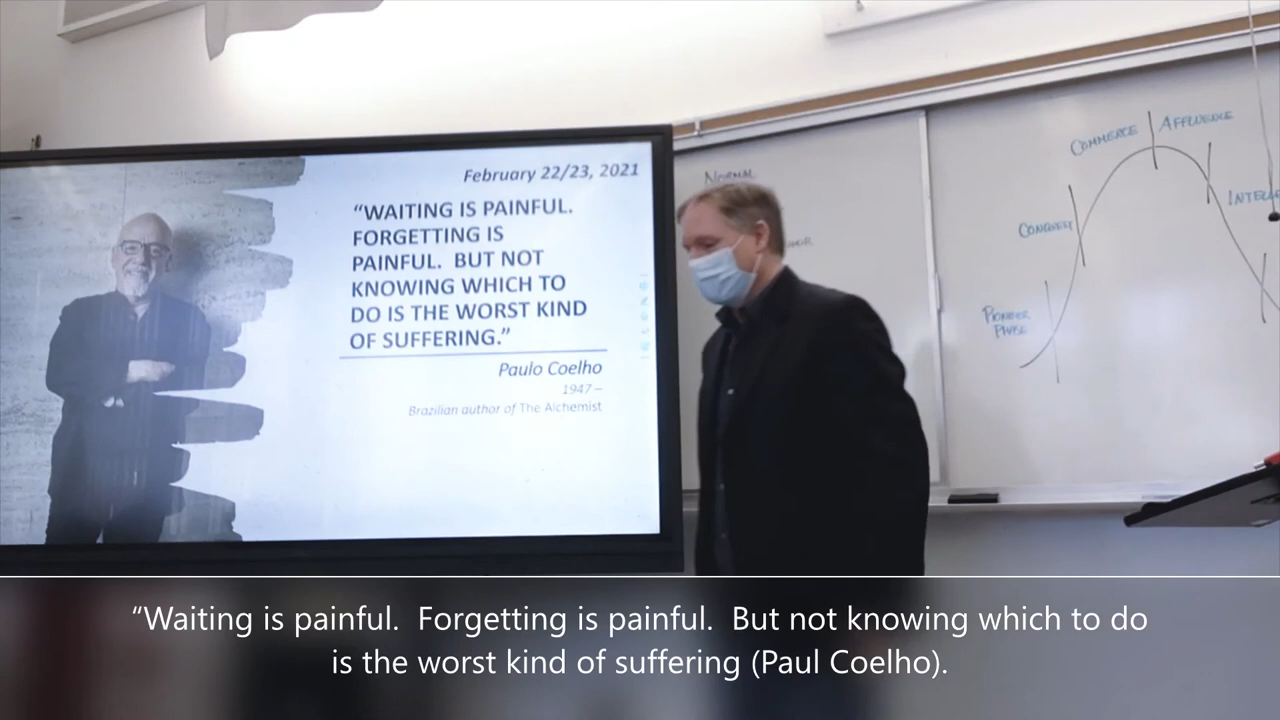 February 22/23, 2021
“WAITING IS PAINFUL.
FORGETTING IS
PAINFUL. BUT NOT
KNOWING WHICH TO
DO IS THE WORST KIND
OF SUFFERING.”
Paulo Coelho
1947 –
Brazilian author of The Alchemist
NORMAL
COMMERCE
AFFLUENCE
CONQUEST
PIONEER
PHASE
“Waiting is painful. Forgetting is painful. But not knowing which to do
is the worst kind of suffering (Paul Coelho).